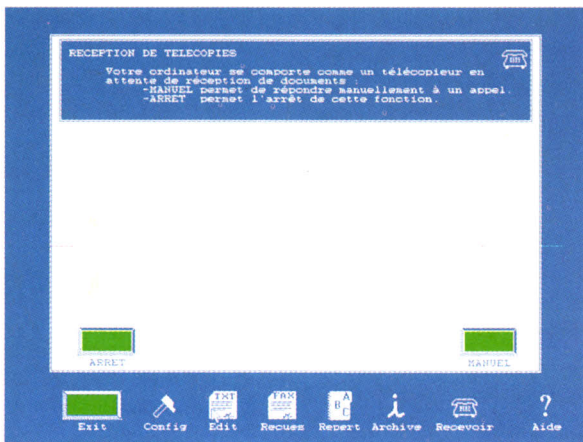 RECEPTION DE TELECOPIES
Votre ordinateur se comporte comme un télécopieur en
attente de réception de documents :
-MANUEL permet de répondre manuellement à un appel.
-ARRET permet l'arrêt de cette fonction.
ARRET
MANUEL
TXT
FAX
A
B
C
Exit
Config
Edit
Recues
Repert
Archive
Recevoir
?
Aide